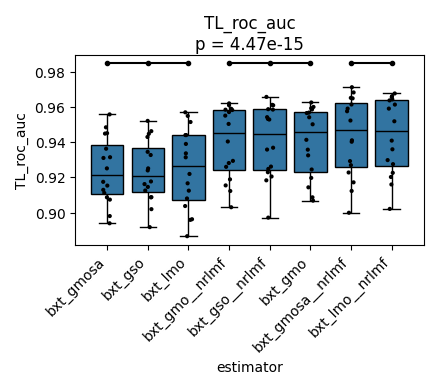 TL_roc_auc
p = 4.47e-15
TL_roc_auc
0.98
0.96
0.94
0.92
0.90
bxt_gmosa
bxt_gso
bxt_lmo
bxt_gmo__nrlmf
bxt_gso__nrlmf
bxt_gmo
bxt_gmosa__nrlmf
bxt_lmo__nrlmf
estimator